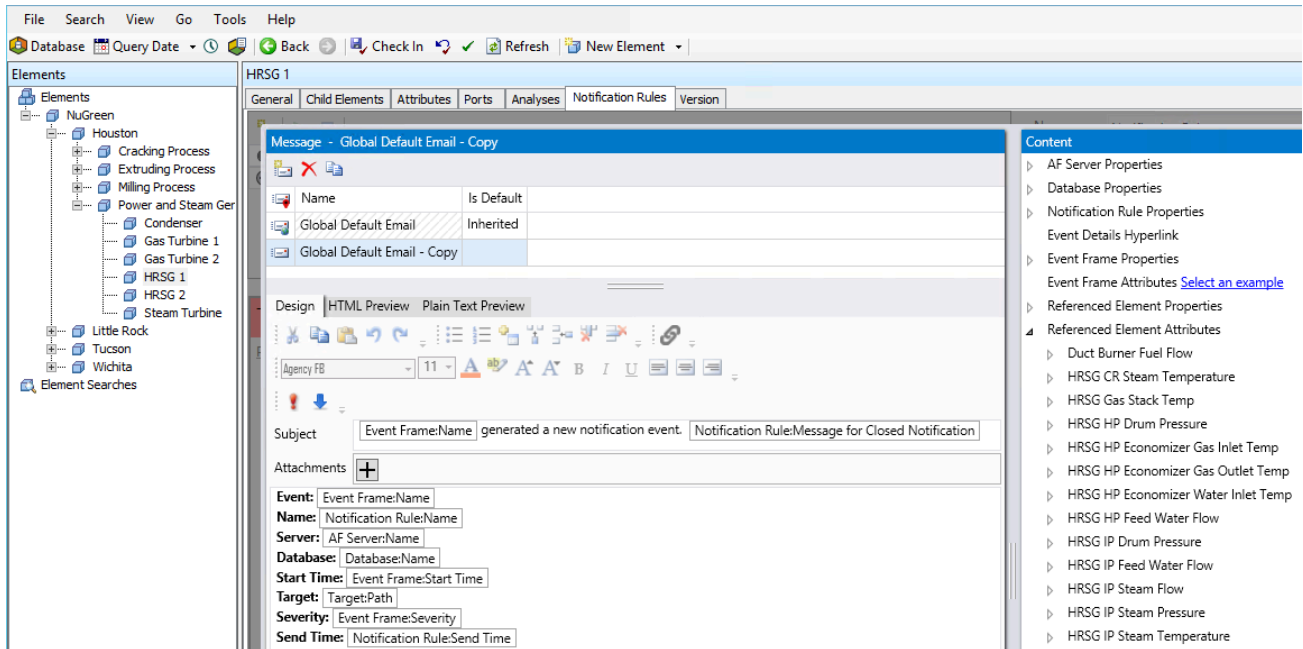 File Search View Go Tools Help
Database Query Date Back Check In Refresh New Element
Elements
HRSG 1
Elements
NuGreen
Houston
Cracking Process
Extruding Process
Milling Process
Power and Steam Ger
Condenser
Gas Turbine 1
Gas Turbine 2
HRSG 1
HRSG 2
Steam Turbine
Little Rock
Tucson
Wichita
Element Searches
General Child Elements Attributes Ports Analyses Notification Rules Version
Message - Global Default Email - Copy
Name Is Default
Global Default Email Inherited
Global Default Email - Copy
Design HTML Preview Plain Text Preview
Agency FB 11 A ab A A B I U
Subject Event Frame:Name generated a new notification event. Notification Rule:Message for Closed Notification
Attachments
Event: Event Frame:Name
Name: Notification Rule:Name
Server: AF Server:Name
Database: Database:Name
Start Time: Event Frame:Start Time
Target: Target:Path
Severity: Event Frame:Severity
Send Time: Notification Rule:Send Time
Content
AF Server Properties
Database Properties
Notification Rule Properties
Event Details Hyperlink
Event Frame Properties
Event Frame Attributes Select an example
Referenced Element Properties
Referenced Element Attributes
Duct Burner Fuel Flow
HRSG CR Steam Temperature
HRSG Gas Stack Temp
HRSG HP Drum Pressure
HRSG HP Economizer Gas Inlet Temp
HRSG HP Economizer Gas Outlet Temp
HRSG HP Economizer Water Inlet Temp
HRSG HP Feed Water Flow
HRSG IP Drum Pressure
HRSG IP Feed Water Flow
HRSG IP Steam Flow
HRSG IP Steam Pressure
HRSG IP Steam Temperature